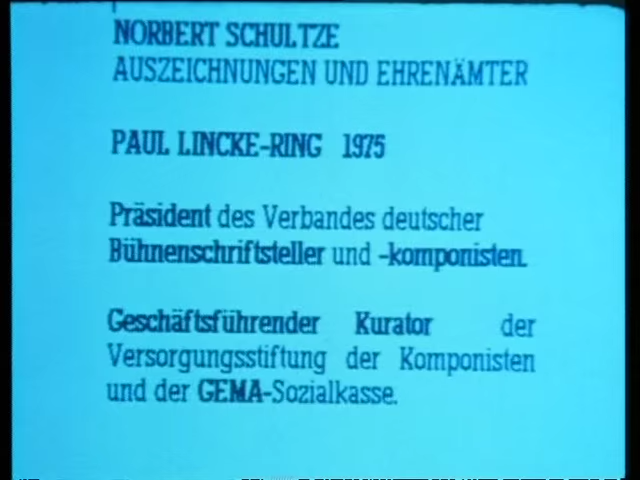 NORBERT SCHULTZE
AUSZEICHNUNGEN UND EHRENÄMTER
PAUL LINCKE-RING 1975
Präsident des Verbandes deutscher
Bühnenschriftsteller und -komponisten.
Geschäftsführender Kurator der
Versorgungsstiftung der Komponisten
und der GEMA-Sozialkasse.